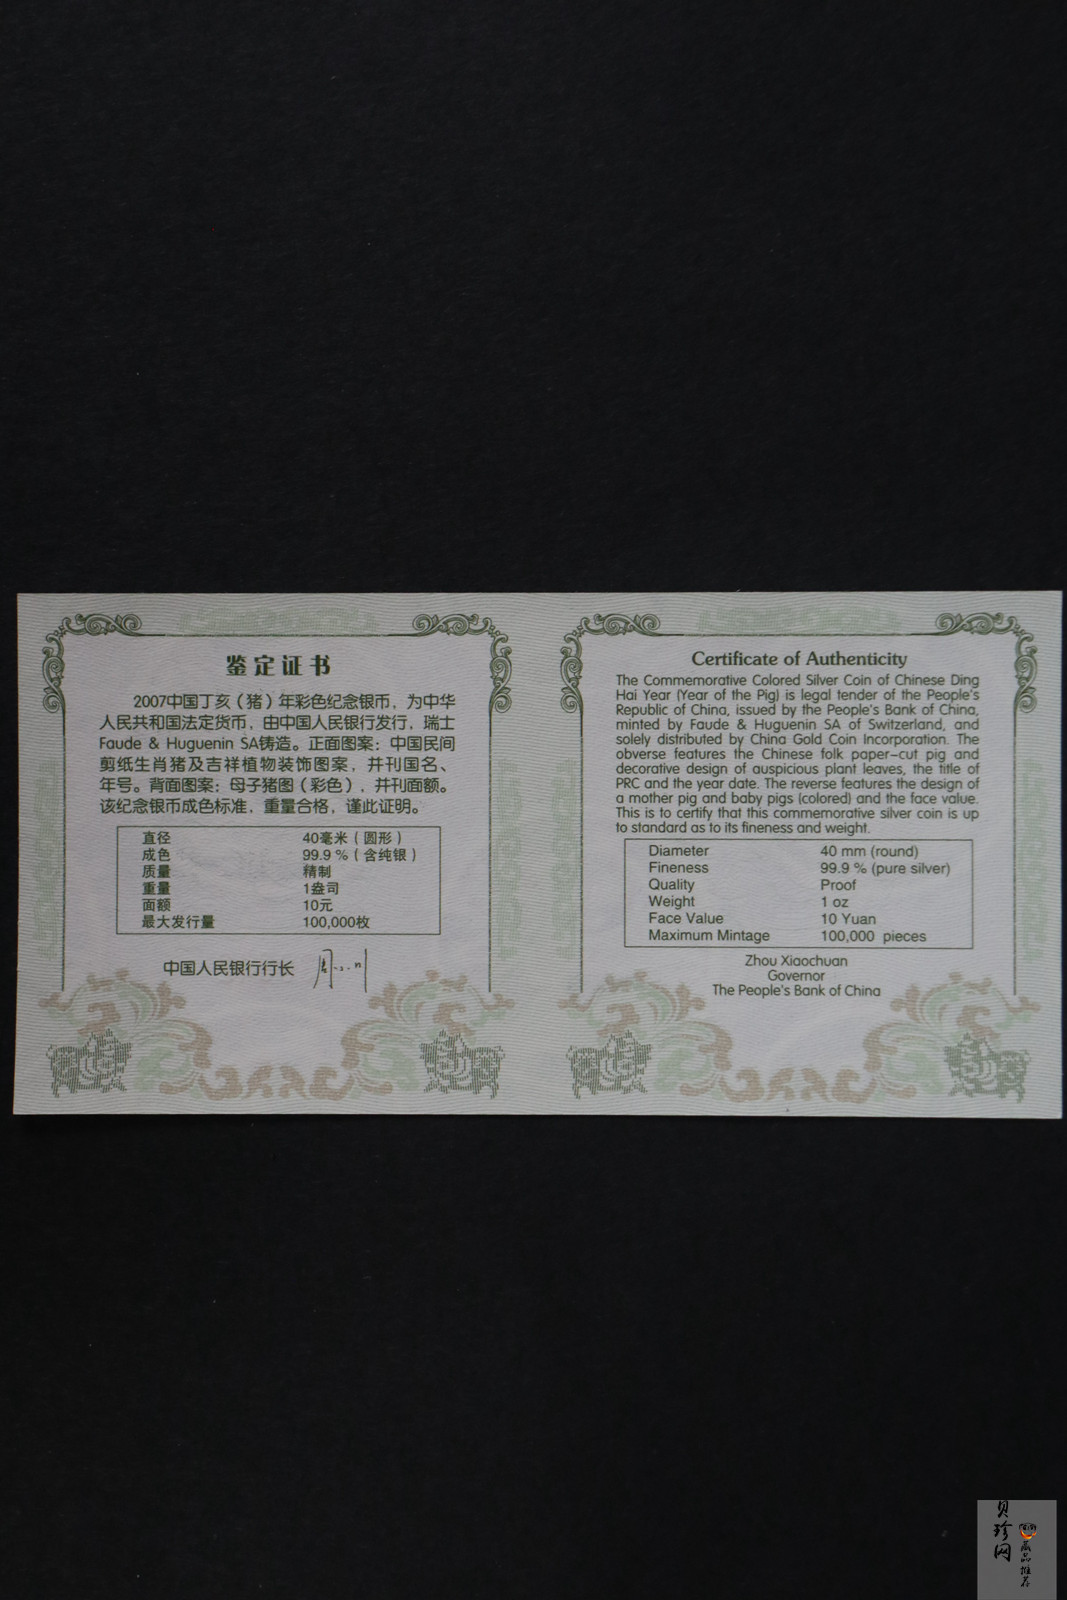 鉴定证书
2007中国丁亥（猪）年彩色纪念银币，为中华
人民共和国法定货币，由中国人民银行发行，瑞士
Faude & Huguenin SA铸造。正面图案：中国民间
剪纸生肖猪及吉祥植物装饰图案，并刊国名、
年号。背面图案：母子猪图（彩色），并刊面额。
该纪念银币成色标准，重量合格，谨此证明。
直径 40毫米（圆形）
成色 99.9 %（含纯银）
质量 精制
重量 1盎司
面额 10元
最大发行量 100,000枚
中国人民银行行长
Certificate of Authenticity
The Commemorative Colored Silver Coin of Chinese Ding
Hai Year (Year of the Pig) is legal tender of the People's
Republic of China, issued by the People's Bank of China,
minted by Faude & Huguenin SA of Switzerland, and
solely distributed by China Gold Coin Incorporation. The
obverse features the Chinese folk paper-cut pig and
decorative design of auspicious plant leaves, the title of
PRC and the year date. The reverse features the design of
a mother pig and baby pigs (colored) and the face value.
This is to certify that this commemorative silver coin is up
to standard as to its fineness and weight.
Diameter 40 mm (round)
Fineness 99.9 % (pure silver)
Quality Proof
Weight 1 oz
Face Value 10 Yuan
Maximum Mintage 100,000 pieces
Zhou Xiaochuan
Governor
The People's Bank of China
贝珍网
藏品推荐